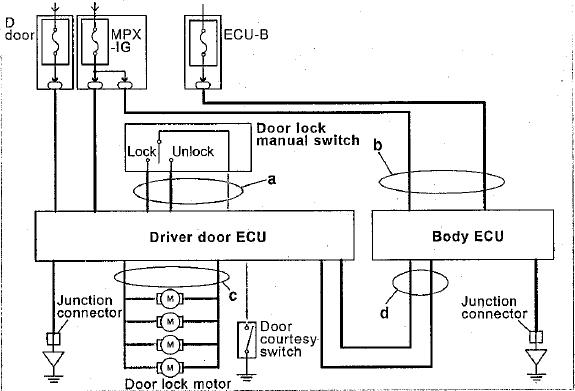 D
door
MPX
-IG
ECU-B
Door lock
manual switch
Lock
Unlock
a
b
Driver door ECU
Body ECU
c
d
M
M
M
M
Junction
connector
Door
courtesy
switch
Junction
connector
Door lock motor